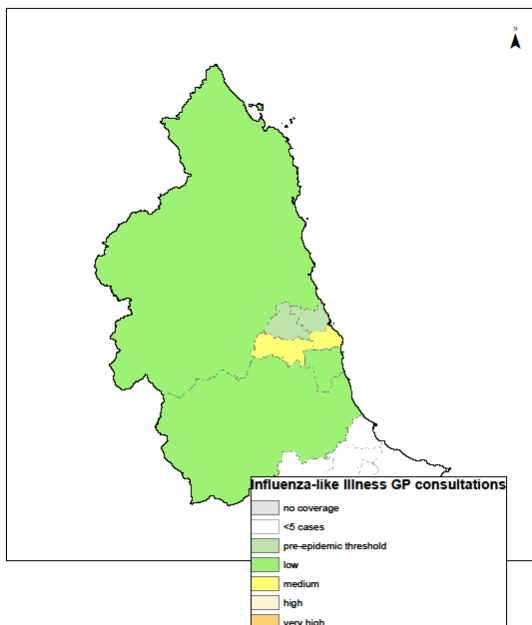 N
Influenza-like Illness GP consultations
no coverage
<5 cases
pre-epidemic threshold
low
medium
high
very high